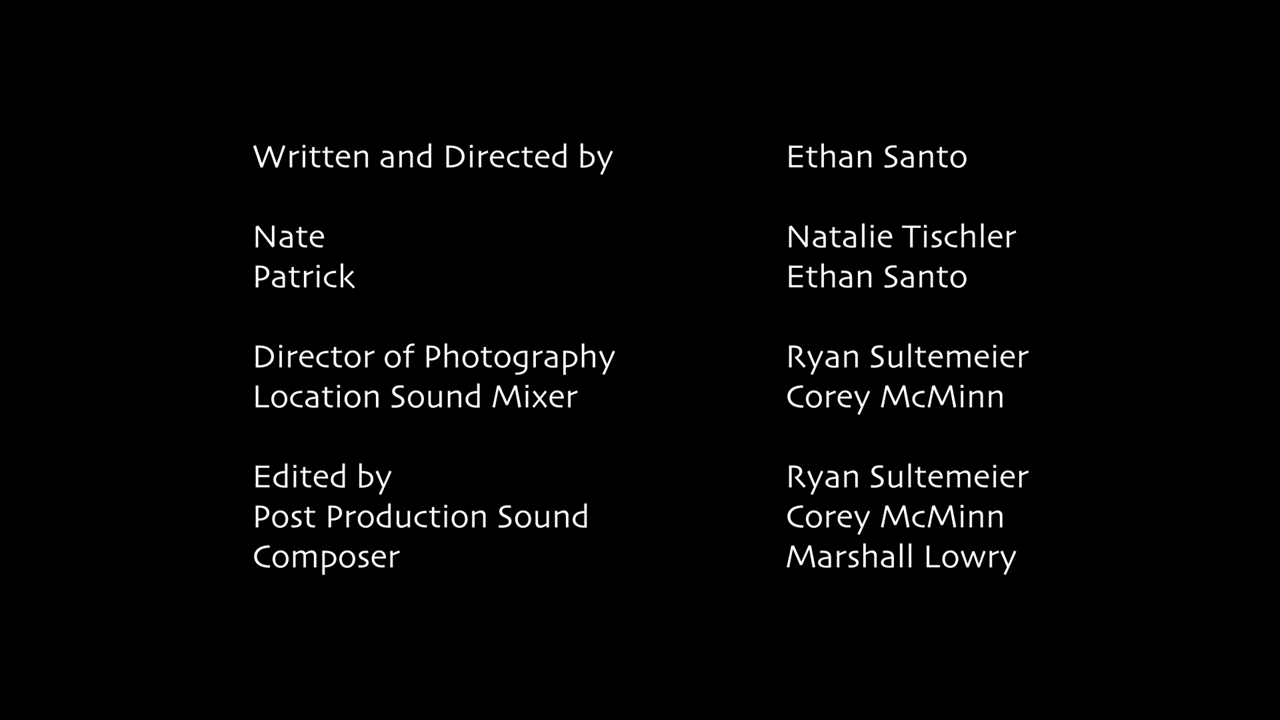 Written and Directed by Ethan Santo
Nate Natalie Tischler
Patrick Ethan Santo
Director of Photography Ryan Sultemeier
Location Sound Mixer Corey McMinn
Edited by Ryan Sultemeier
Post Production Sound Corey McMinn
Composer Marshall Lowry